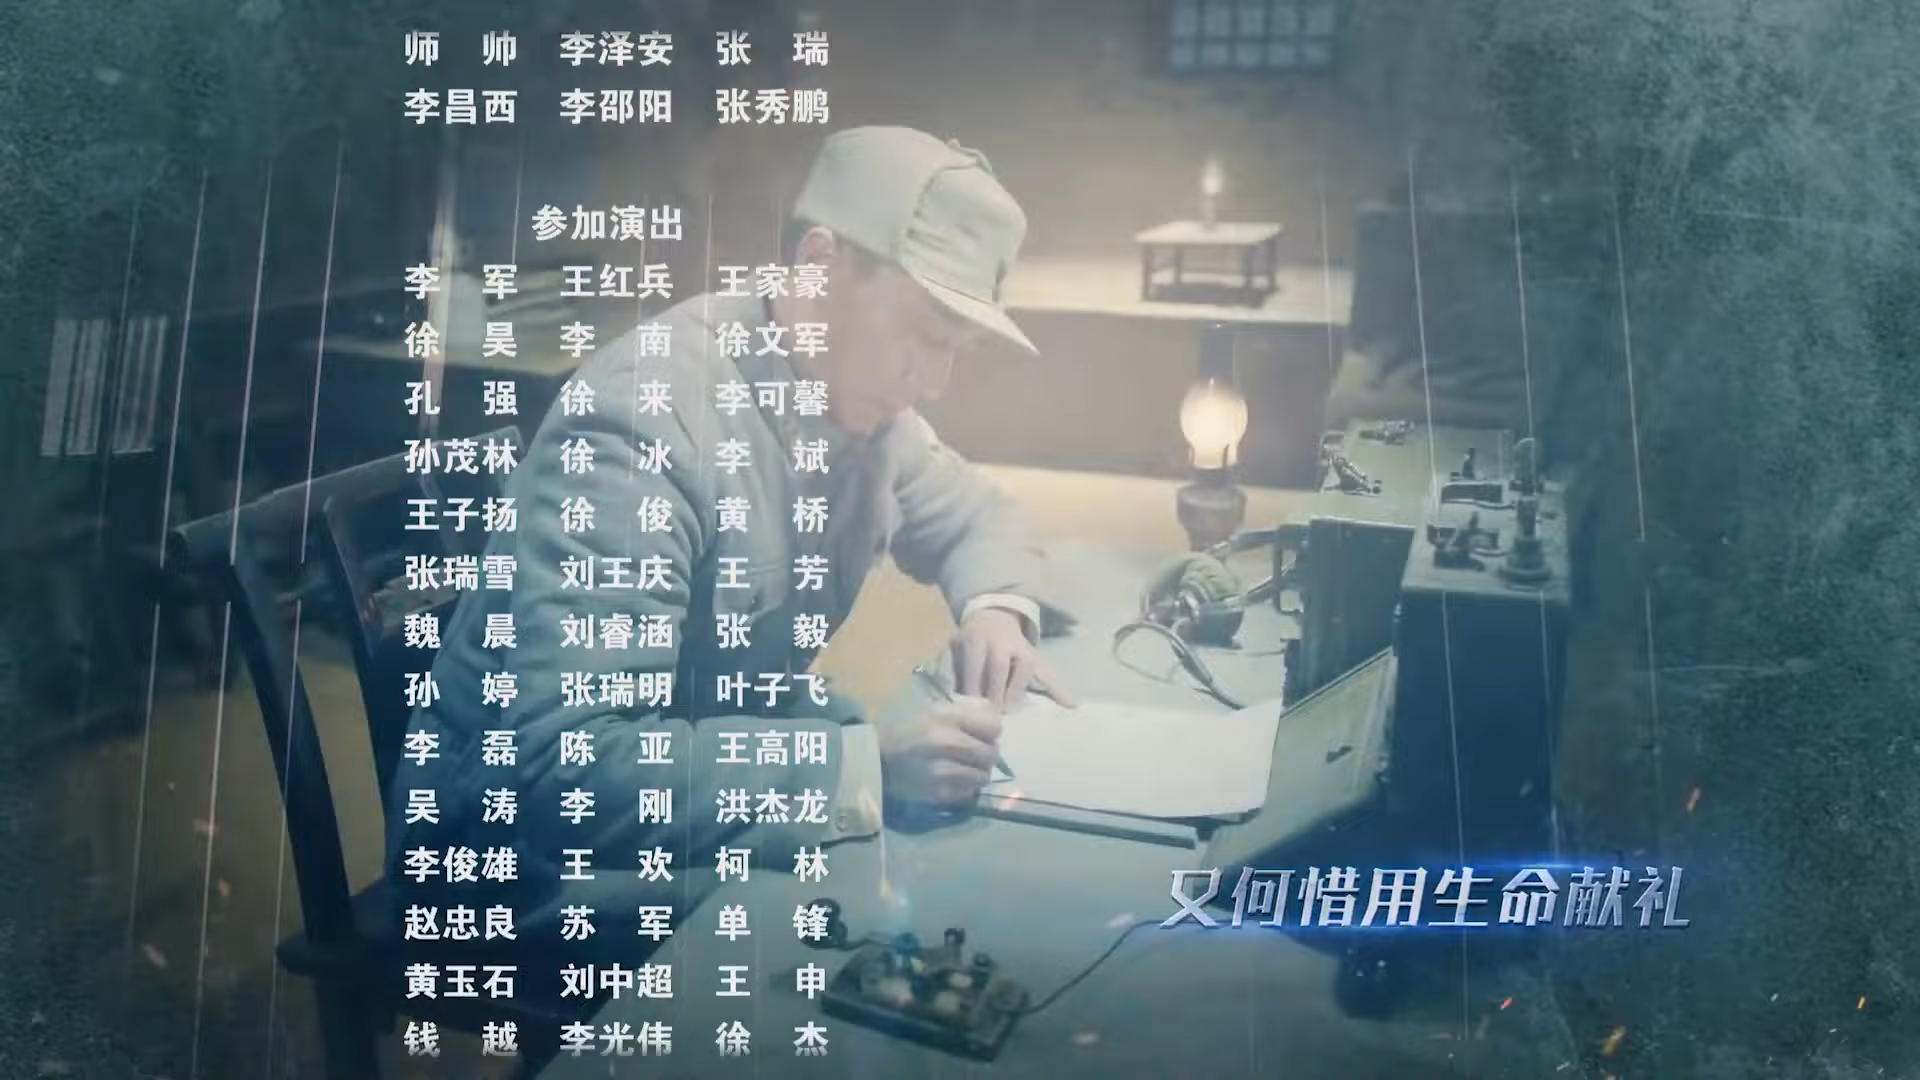 师 帅 李泽安 张 瑞
李昌西 李邵阳 张秀鹏
参加演出
李 军 王红兵 王家豪
徐 昊 李 南 徐文军
孔 强 徐 来 李可馨
孙茂林 徐 冰 李 斌
王子扬 徐 俊 黄 桥
张瑞雪 刘王庆 王 芳
魏 晨 刘睿涵 张 毅
孙 婷 张瑞明 叶子飞
李 磊 陈 亚 王高阳
吴 涛 李 刚 洪杰龙
李俊雄 王 欢 柯 林
赵忠良 苏 军 单 锋
黄玉石 刘中超 王 申
钱 越 李光伟 徐 杰
又何惜用生命献礼